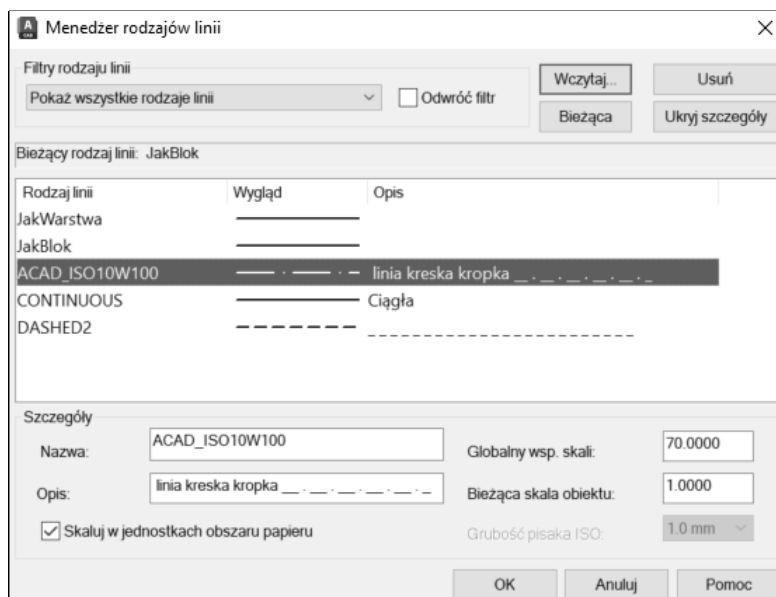 A CAD Menedżer rodzajów linii
Filtry rodzaju linii
Pokaż wszystkie rodzaje linii
Odwróć filtr
Wczytaj... Usuń
Bieżąca Ukryj szczegóły
Bieżący rodzaj linii: JakBlok
Rodzaj linii Wygląd Opis
JakWarstwa
JakBlok
ACAD_ISO10W100 linia kreska kropka __ . __ . __ . __ . __ . _
CONTINUOUS Ciągła
DASHED2 _ _ _ _ _ _ _ _ _ _ _ _ _ _ _ _ _ _ _ _ _ _ _ _
Szczegóły
Nazwa: ACAD_ISO10W100 Globalny wsp. skali: 70.0000
Opis: linia kreska kropka __ . __ . __ . __ . __ . _ Bieżąca skala obiektu: 1.0000
Skaluj w jednostkach obszaru papieru Grubość pisaka ISO: 1.0 mm
OK Anuluj Pomoc